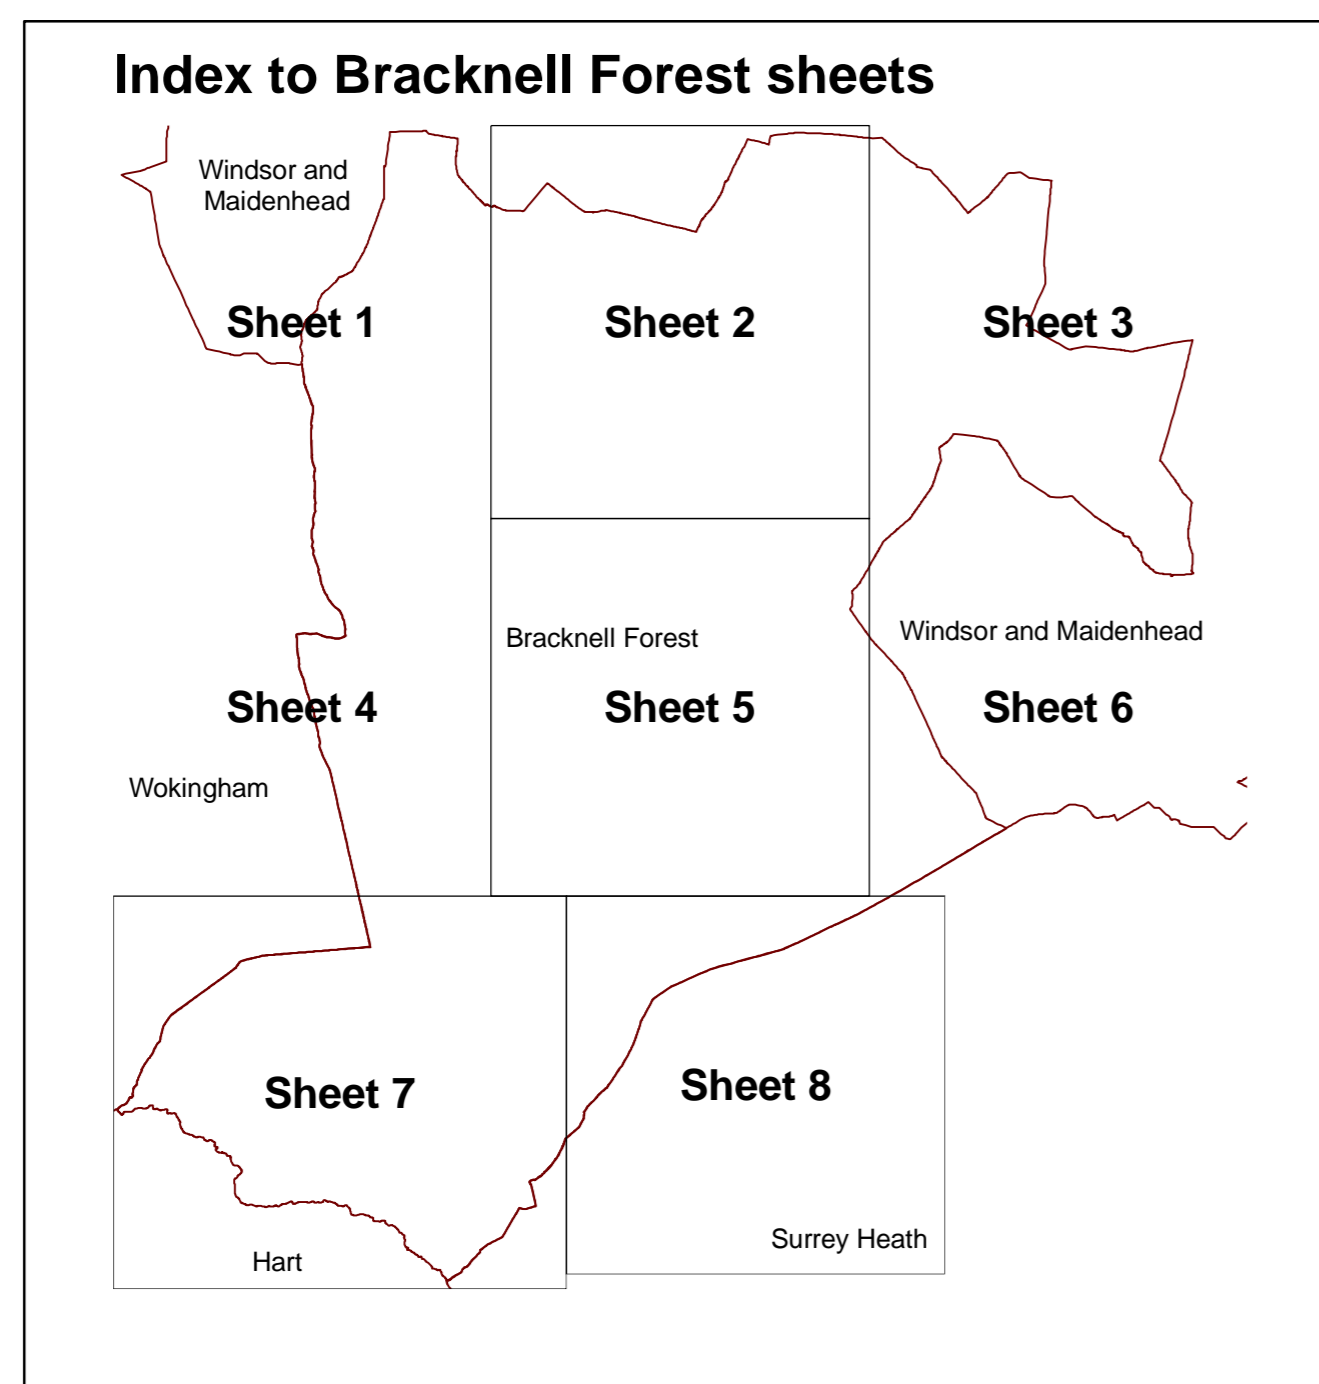 Index to Bracknell Forest sheets
Windsor and
Maidenhead
Sheet 1
Sheet 2
Sheet 3
Bracknell Forest
Windsor and Maidenhead
Sheet 4
Sheet 5
Sheet 6
Wokingham
Sheet 7
Sheet 8
Surrey Heath
Hart